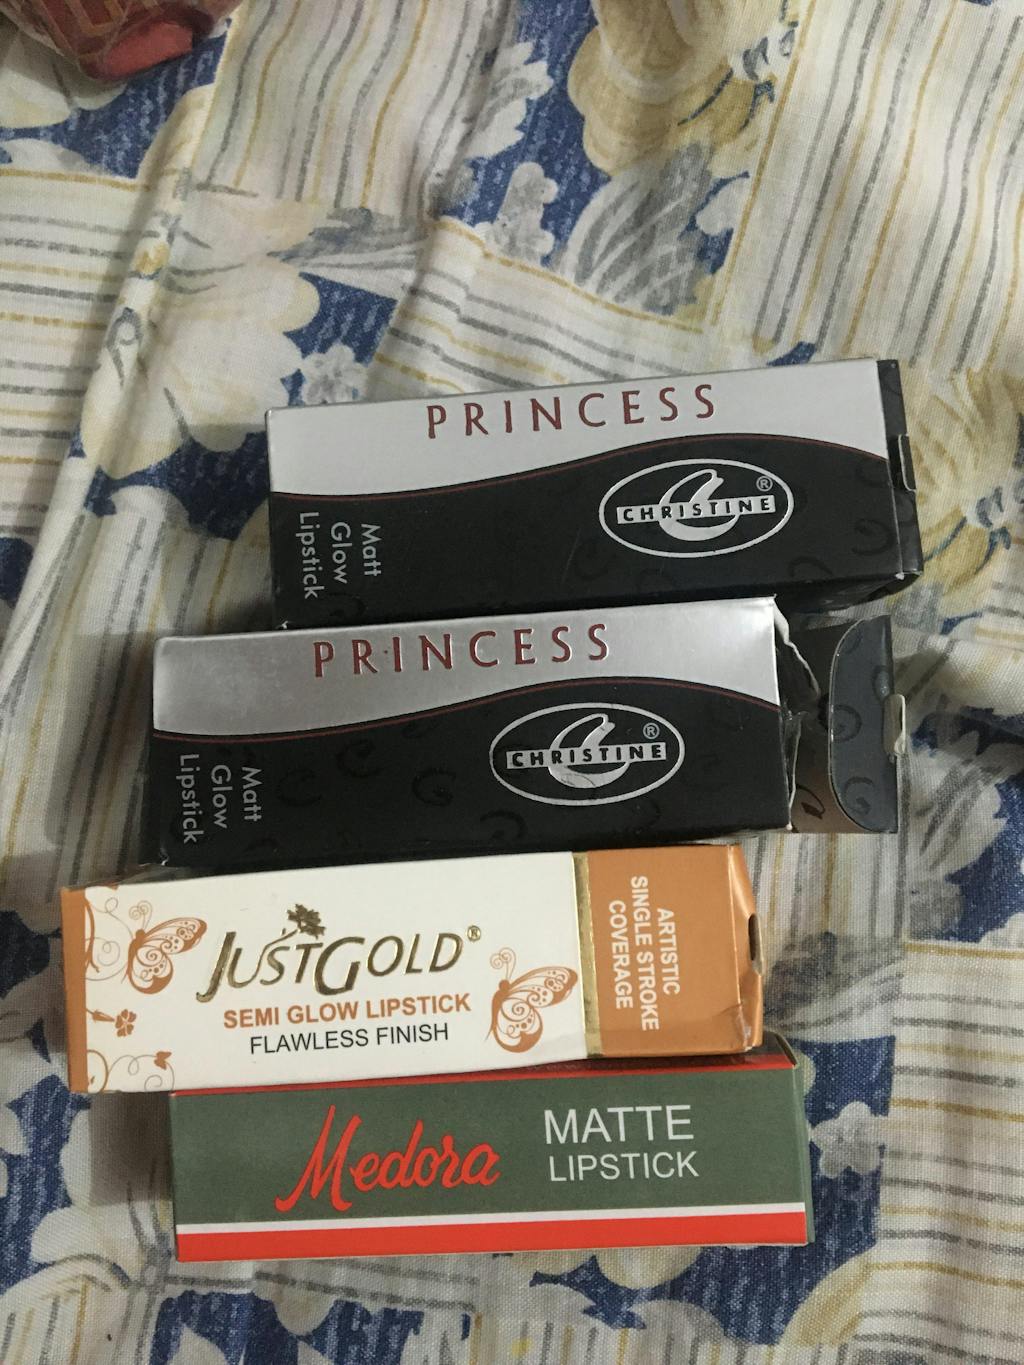 PRINCESS
CHRISTINE®
Matt
Glow
Lipstick
PRINCESS
CHRISTINE®
Matt
Glow
Lipstick
JUSTGOLD®
SEMI GLOW LIPSTICK
FLAWLESS FINISH
ARTISTIC
SINGLE STROKE
COVERAGE
Medora
MATTE
LIPSTICK